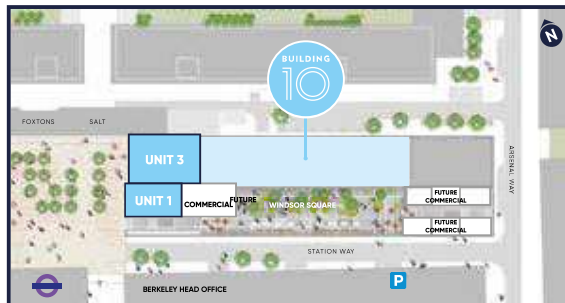 BUILDING
10
N
FOXTONS
SALT
UNIT 3
ARSENAL WAY
UNIT 1
COMMERCIAL
FUTURE
WINDSOR SQUARE
FUTURE
COMMERCIAL
FUTURE
COMMERCIAL
STATION WAY
P
BERKELEY HEAD OFFICE